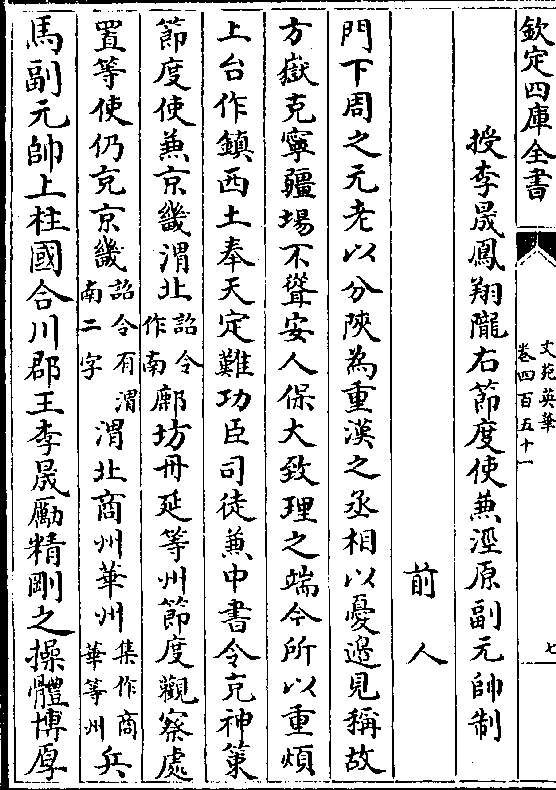 欽定四庫全書
文苑英華
卷四百五十一
七
授李晟鳳翔隴右節度使兼涇原副元帥制
前人
門下周之元老以分陜為重漢之丞相以憂邊見稱故
方嶽克寧疆埸不聳安人保大致理之端今所以重煩
上台作鎮西土奉天定難功臣司徒兼中書令充神策
節度使兼京畿渭北詔令作南鄜坊丹延等州節度觀察處
置等使仍充京畿詔令有渭南二字渭北商州華州集作商華等州兵
馬副元帥上柱國合川郡王李晟勵精剛之操體博厚